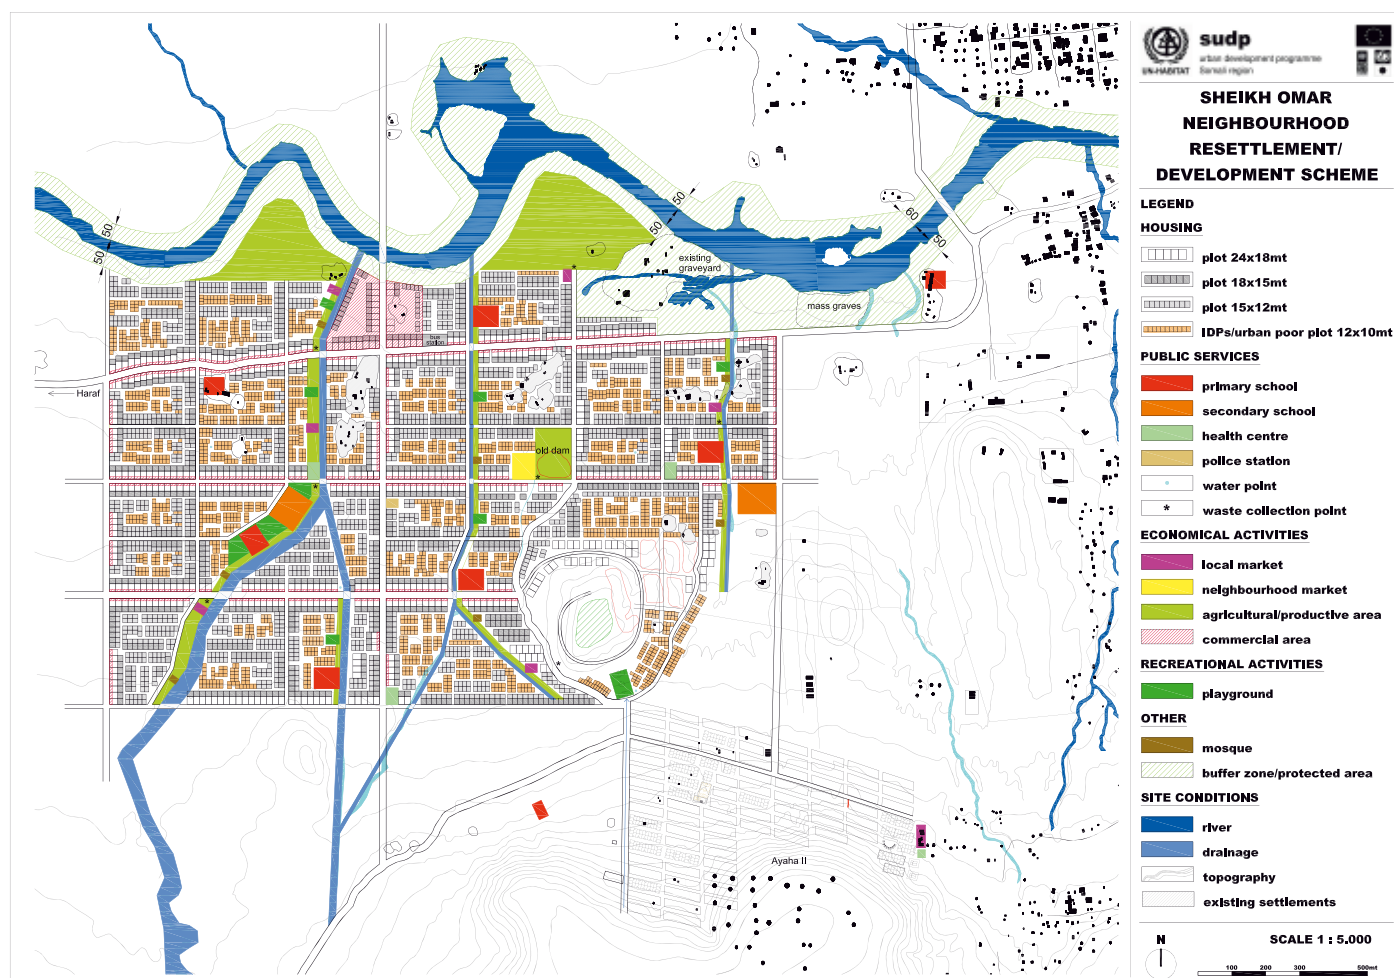 UN-HABITAT
sudp
urban development programme
Somali region
SHEIKH OMAR
NEIGHBOURHOOD
RESETTLEMENT/
DEVELOPMENT SCHEME
LEGEND
HOUSING
plot 24x18mt
plot 18x15mt
plot 15x12mt
IDPs/urban poor plot 12x10mt
PUBLIC SERVICES
primary school
secondary school
health centre
police station
water point
* waste collection point
ECONOMICAL ACTIVITIES
local market
neighbourhood market
agricultural/productive area
commercial area
RECREATIONAL ACTIVITIES
playground
OTHER
mosque
buffer zone/protected area
SITE CONDITIONS
river
drainage
topography
existing settlements
N
SCALE 1 : 5.000
100 200 300 500mt
50
50
50
50
60
50
existing
graveyard
mass graves
bus
station
Haraf
old dam
Ayaha II